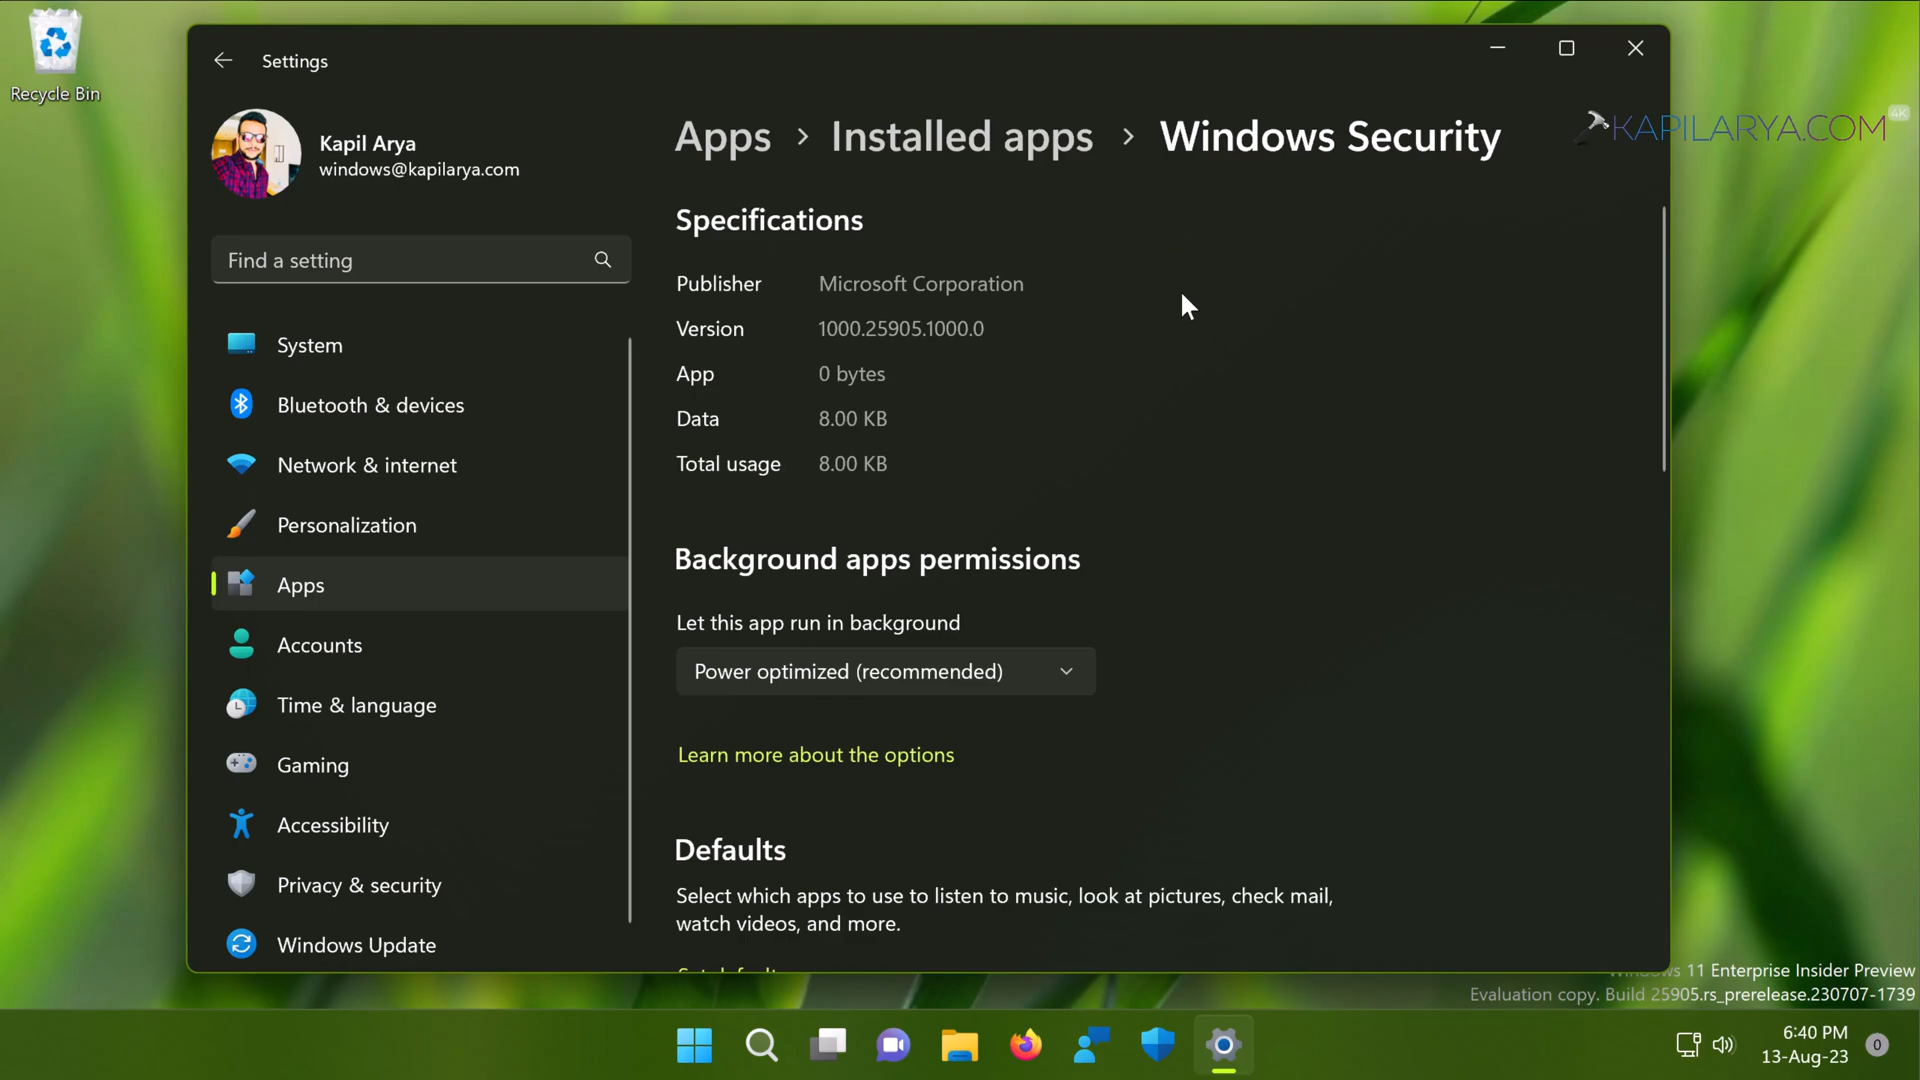 Recycle Bin
Settings
Kapil Arya
windows@kapilarya.com
Find a setting
System
Bluetooth & devices
Network & internet
Personalization
Apps
Accounts
Time & language
Gaming
Accessibility
Privacy & security
Windows Update
Apps > Installed apps > Windows Security
KAPILARYA.COM
4K
Specifications
Publisher Microsoft Corporation
Version 1000.25905.1000.0
App 0 bytes
Data 8.00 KB
Total usage 8.00 KB
Background apps permissions
Let this app run in background
Power optimized (recommended)
Learn more about the options
Defaults
Select which apps to use to listen to music, look at pictures, check mail,
watch videos, and more.
Windows 11 Enterprise Insider Preview
Evaluation copy. Build 25905.rs_prerelease.230707-1739
6:40 PM
13-Aug-23
0